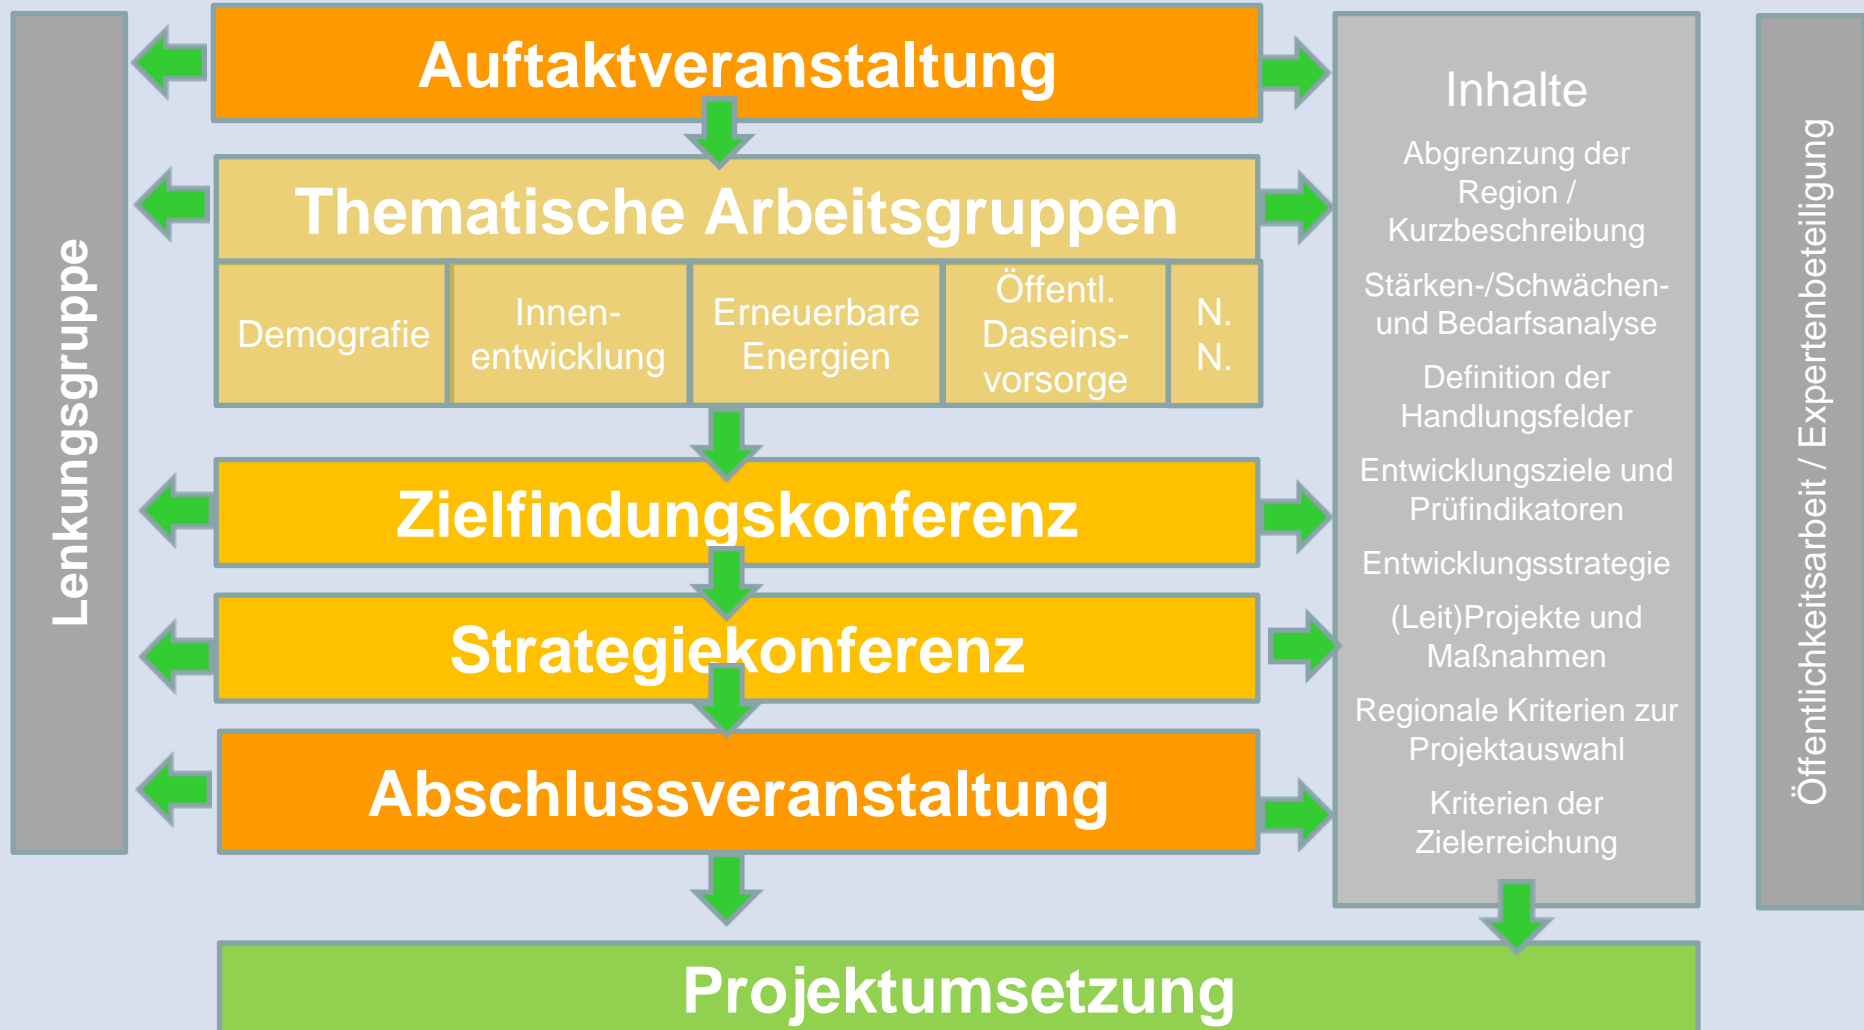 Lenkungsgruppe
Auftaktveranstaltung
Thematische Arbeitsgruppen
Demografie
Innen-
entwicklung
Erneuerbare
Energien
Öffentl.
Daseins-
vorsorge
N.
N.
Zielfindungskonferenz
Strategiekonferenz
Abschlussveranstaltung
Inhalte
Abgrenzung der
Region /
Kurzbeschreibung
Stärken-/Schwächen-
und Bedarfsanalyse
Definition der
Handlungsfelder
Entwicklungsziele und
Prüfindikatoren
Entwicklungsstrategie
(Leit)Projekte und
Maßnahmen
Regionale Kriterien zur
Projektauswahl
Kriterien der
Zielerreichung
Öffentlichkeitsarbeit / Expertenbeteiligung
Projektumsetzung